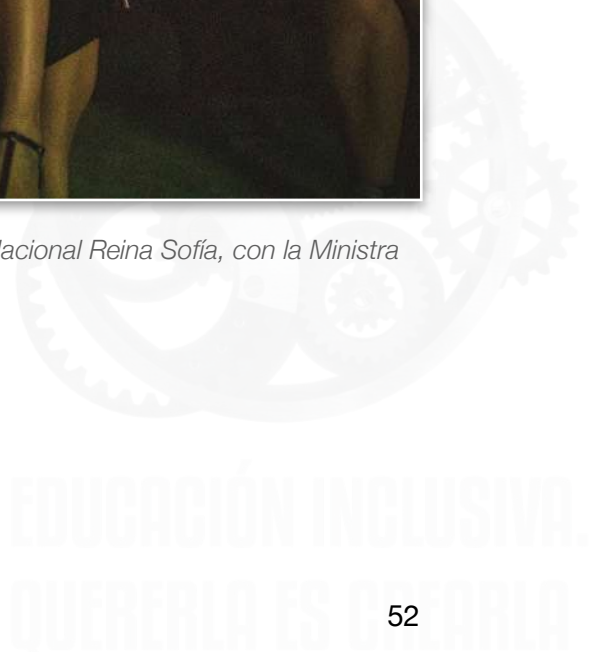 Nacional Reina Sofía, con la Ministra
EDUCACIÓN INCLUSIVA.
QUERERLA ES CREARLA
52